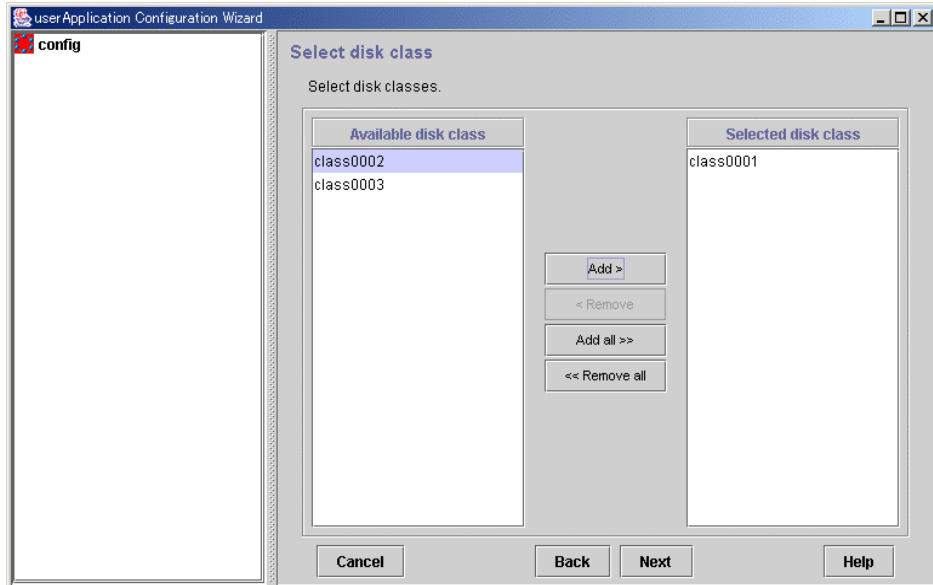 userApplication Configuration Wizard
config
Select disk class
Select disk classes.
Available disk class
class0002
class0003
Add >
< Remove
Add all >>
<< Remove all
Selected disk class
class0001
Cancel
Back
Next
Help